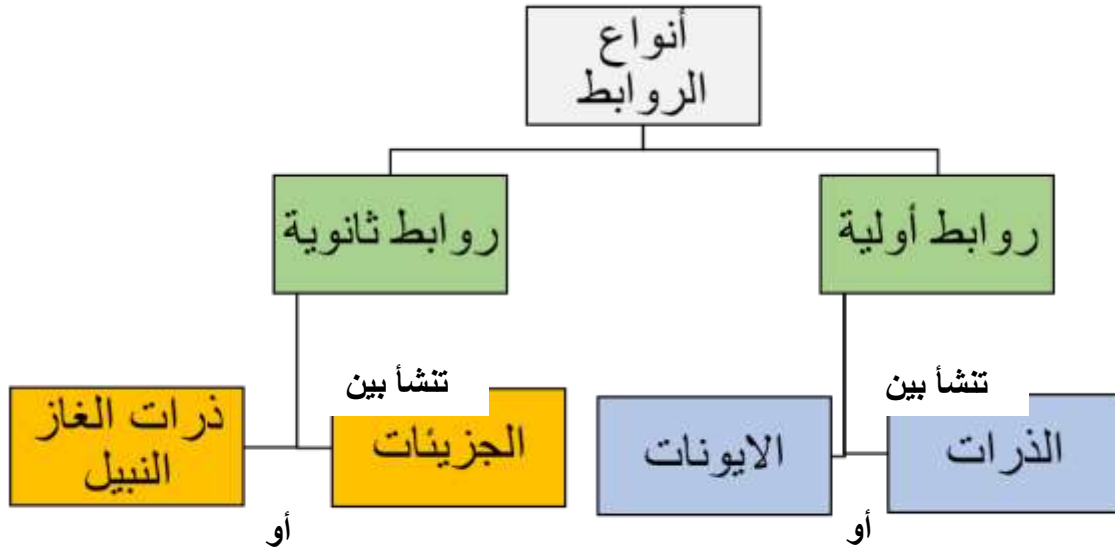 أنواع
الروابط
روابط أولية
روابط ثانوية
تنشأ بين
تنشأ بين
الذرات
الايونات
الجزيئات
ذرات الغاز
النبيل
أو
أو